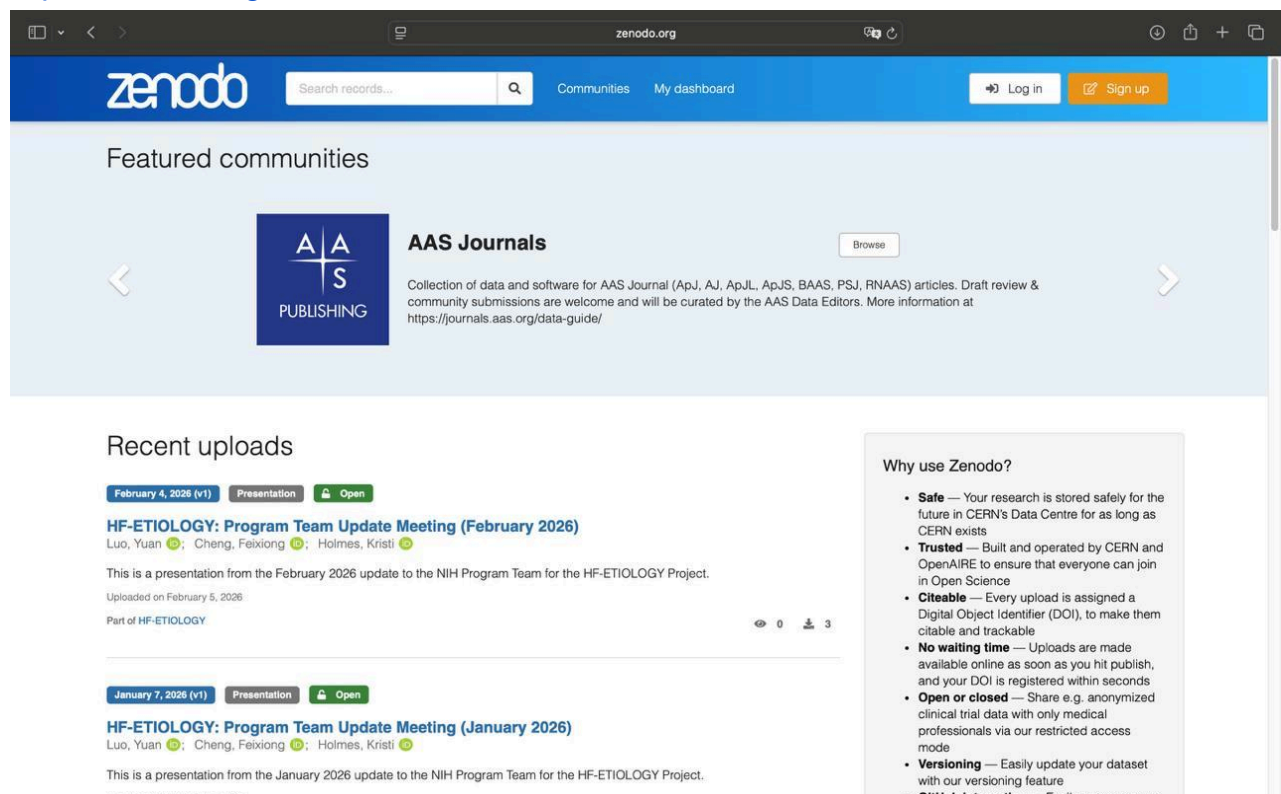 zenodo.org
zenodo
Search records...
Communities
My dashboard
Log in
Sign up
Featured communities
A A
S
PUBLISHING
AAS Journals
Browse
Collection of data and software for AAS Journal (ApJ, AJ, ApJL, ApJS, BAAS, PSJ, RNAAS) articles. Draft review &
community submissions are welcome and will be curated by the AAS Data Editors. More information at
https://journals.aas.org/data-guide/
Recent uploads
February 4, 2026 (v1) Presentation Open
HF-ETIOLOGY: Program Team Update Meeting (February 2026)
Luo, Yuan iD; Cheng, Feixiong iD; Holmes, Kristi iD
This is a presentation from the February 2026 update to the NIH Program Team for the HF-ETIOLOGY Project.
Uploaded on February 5, 2026
Part of HF-ETIOLOGY
0 3
January 7, 2026 (v1) Presentation Open
HF-ETIOLOGY: Program Team Update Meeting (January 2026)
Luo, Yuan iD; Cheng, Feixiong iD; Holmes, Kristi iD
This is a presentation from the January 2026 update to the NIH Program Team for the HF-ETIOLOGY Project.
Why use Zenodo?
• Safe — Your research is stored safely for the
future in CERN's Data Centre for as long as
CERN exists
• Trusted — Built and operated by CERN and
OpenAIRE to ensure that everyone can join
in Open Science
• Citeable — Every upload is assigned a
Digital Object Identifier (DOI), to make them
citable and trackable
• No waiting time — Uploads are made
available online as soon as you hit publish,
and your DOI is registered within seconds
• Open or closed — Share e.g. anonymized
clinical trial data with only medical
professionals via our restricted access
mode
• Versioning — Easily update your dataset
with our versioning feature